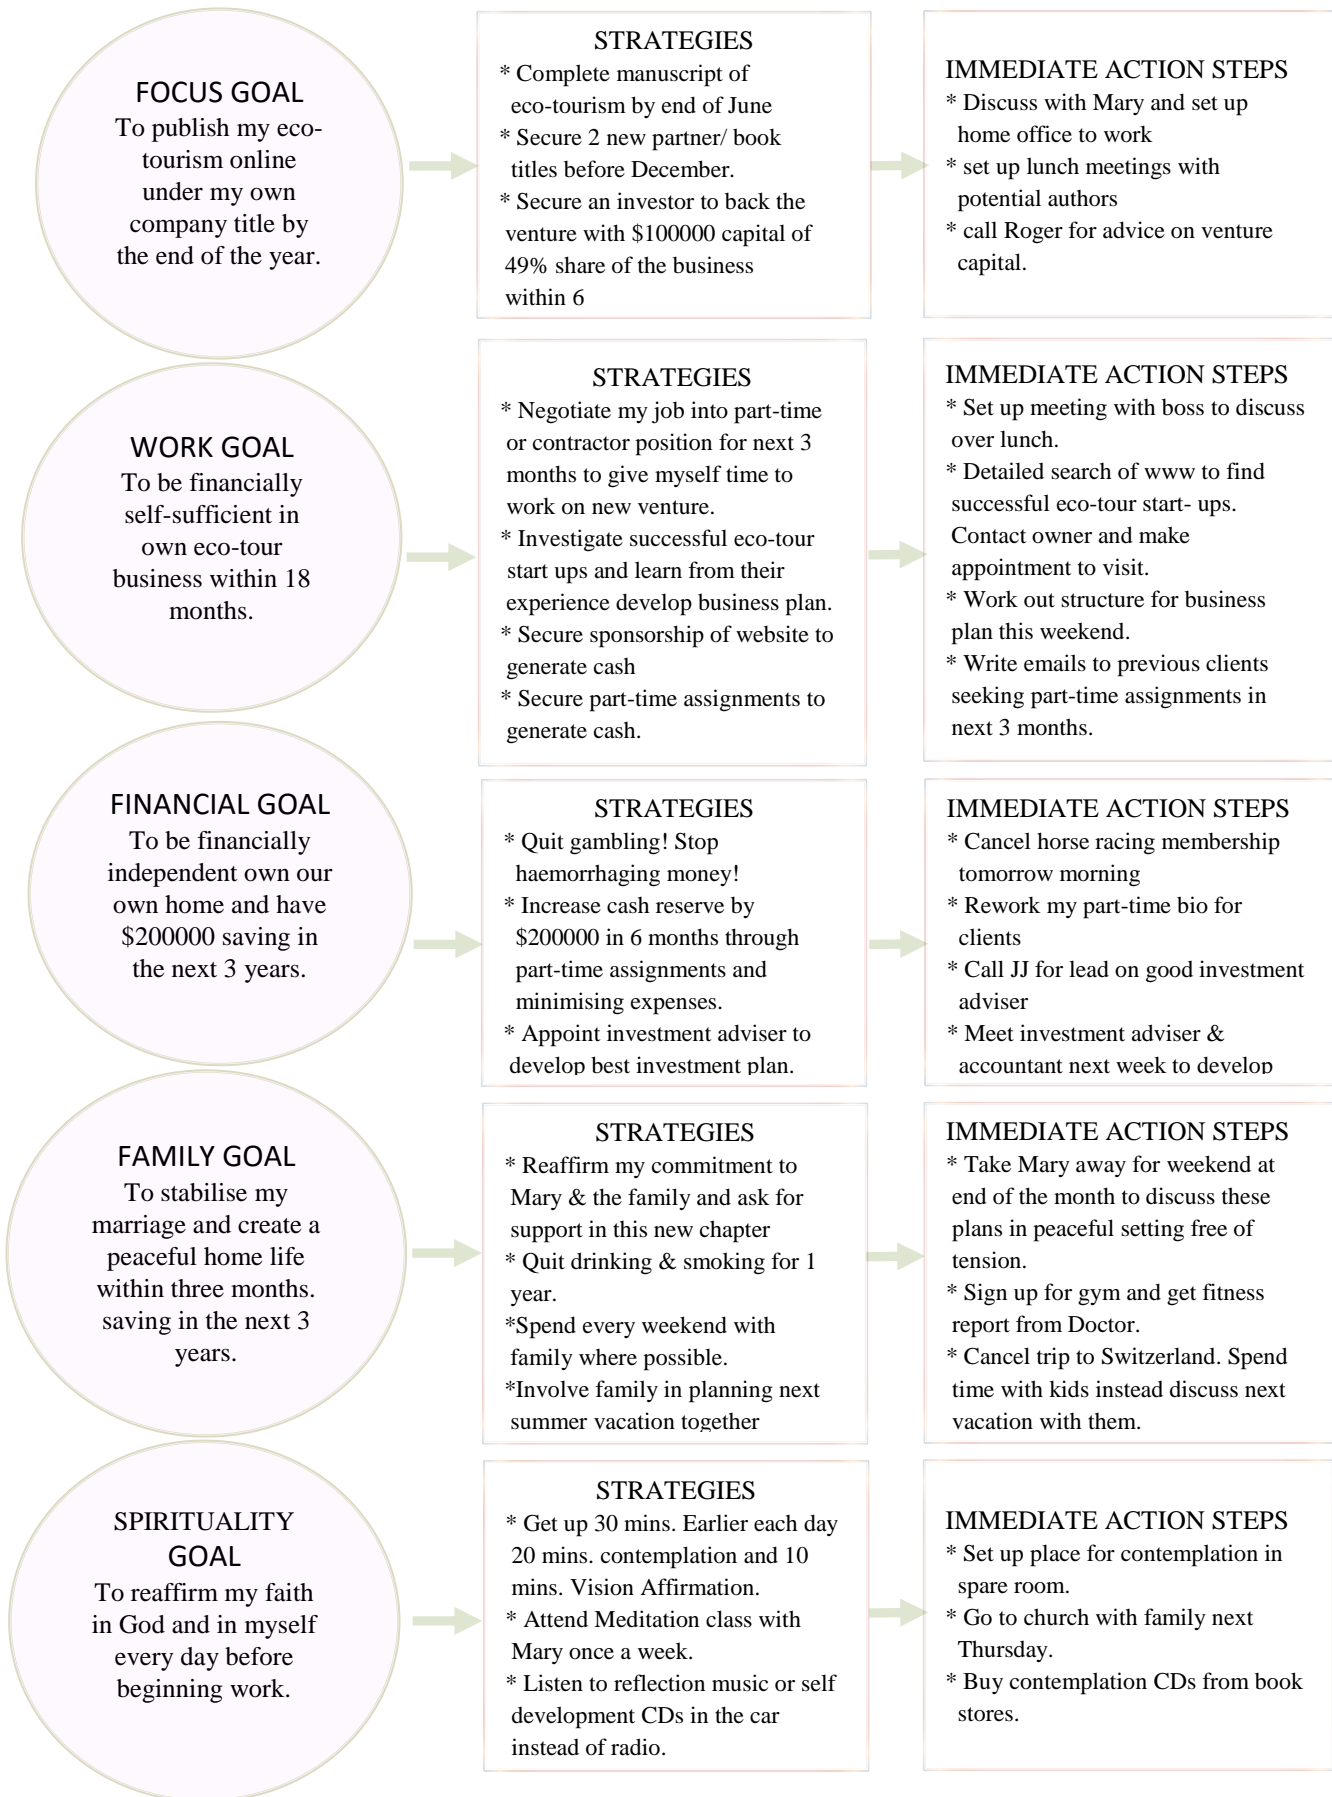 FOCUS GOAL
To publish my eco-
tourism online
under my own
company title by
the end of the year.
STRATEGIES
* Complete manuscript of
eco-tourism by end of June
* Secure 2 new partner/ book
titles before December.
* Secure an investor to back the
venture with $100000 capital of
49% share of the business
within 6
IMMEDIATE ACTION STEPS
* Discuss with Mary and set up
home office to work
* set up lunch meetings with
potential authors
* call Roger for advice on venture
capital.
WORK GOAL
To be financially
self-sufficient in
own eco-tour
business within 18
months.
STRATEGIES
* Negotiate my job into part-time
or contractor position for next 3
months to give myself time to
work on new venture.
* Investigate successful eco-tour
start ups and learn from their
experience develop business plan.
* Secure sponsorship of website to
generate cash
* Secure part-time assignments to
generate cash.
IMMEDIATE ACTION STEPS
* Set up meeting with boss to discuss
over lunch.
* Detailed search of www to find
successful eco-tour start- ups.
Contact owner and make
appointment to visit.
* Work out structure for business
plan this weekend.
* Write emails to previous clients
seeking part-time assignments in
next 3 months.
FINANCIAL GOAL
To be financially
independent own our
own home and have
$200000 saving in
the next 3 years.
STRATEGIES
* Quit gambling! Stop
haemorrhaging money!
* Increase cash reserve by
$200000 in 6 months through
part-time assignments and
minimising expenses.
* Appoint investment adviser to
develop best investment plan.
IMMEDIATE ACTION STEPS
* Cancel horse racing membership
tomorrow morning
* Rework my part-time bio for
clients
* Call JJ for lead on good investment
adviser
* Meet investment adviser &
accountant next week to develop
FAMILY GOAL
To stabilise my
marriage and create a
peaceful home life
within three months.
saving in the next 3
years.
STRATEGIES
* Reaffirm my commitment to
Mary & the family and ask for
support in this new chapter
* Quit drinking & smoking for 1
year.
*Spend every weekend with
family where possible.
*Involve family in planning next
summer vacation together
IMMEDIATE ACTION STEPS
* Take Mary away for weekend at
end of the month to discuss these
plans in peaceful setting free of
tension.
* Sign up for gym and get fitness
report from Doctor.
* Cancel trip to Switzerland. Spend
time with kids instead discuss next
vacation with them.
SPIRITUALITY
GOAL
To reaffirm my faith
in God and in myself
every day before
beginning work.
STRATEGIES
* Get up 30 mins. Earlier each day
20 mins. contemplation and 10
mins. Vision Affirmation.
* Attend Meditation class with
Mary once a week.
* Listen to reflection music or self
development CDs in the car
instead of radio.
IMMEDIATE ACTION STEPS
* Set up place for contemplation in
spare room.
* Go to church with family next
Thursday.
* Buy contemplation CDs from book
stores.